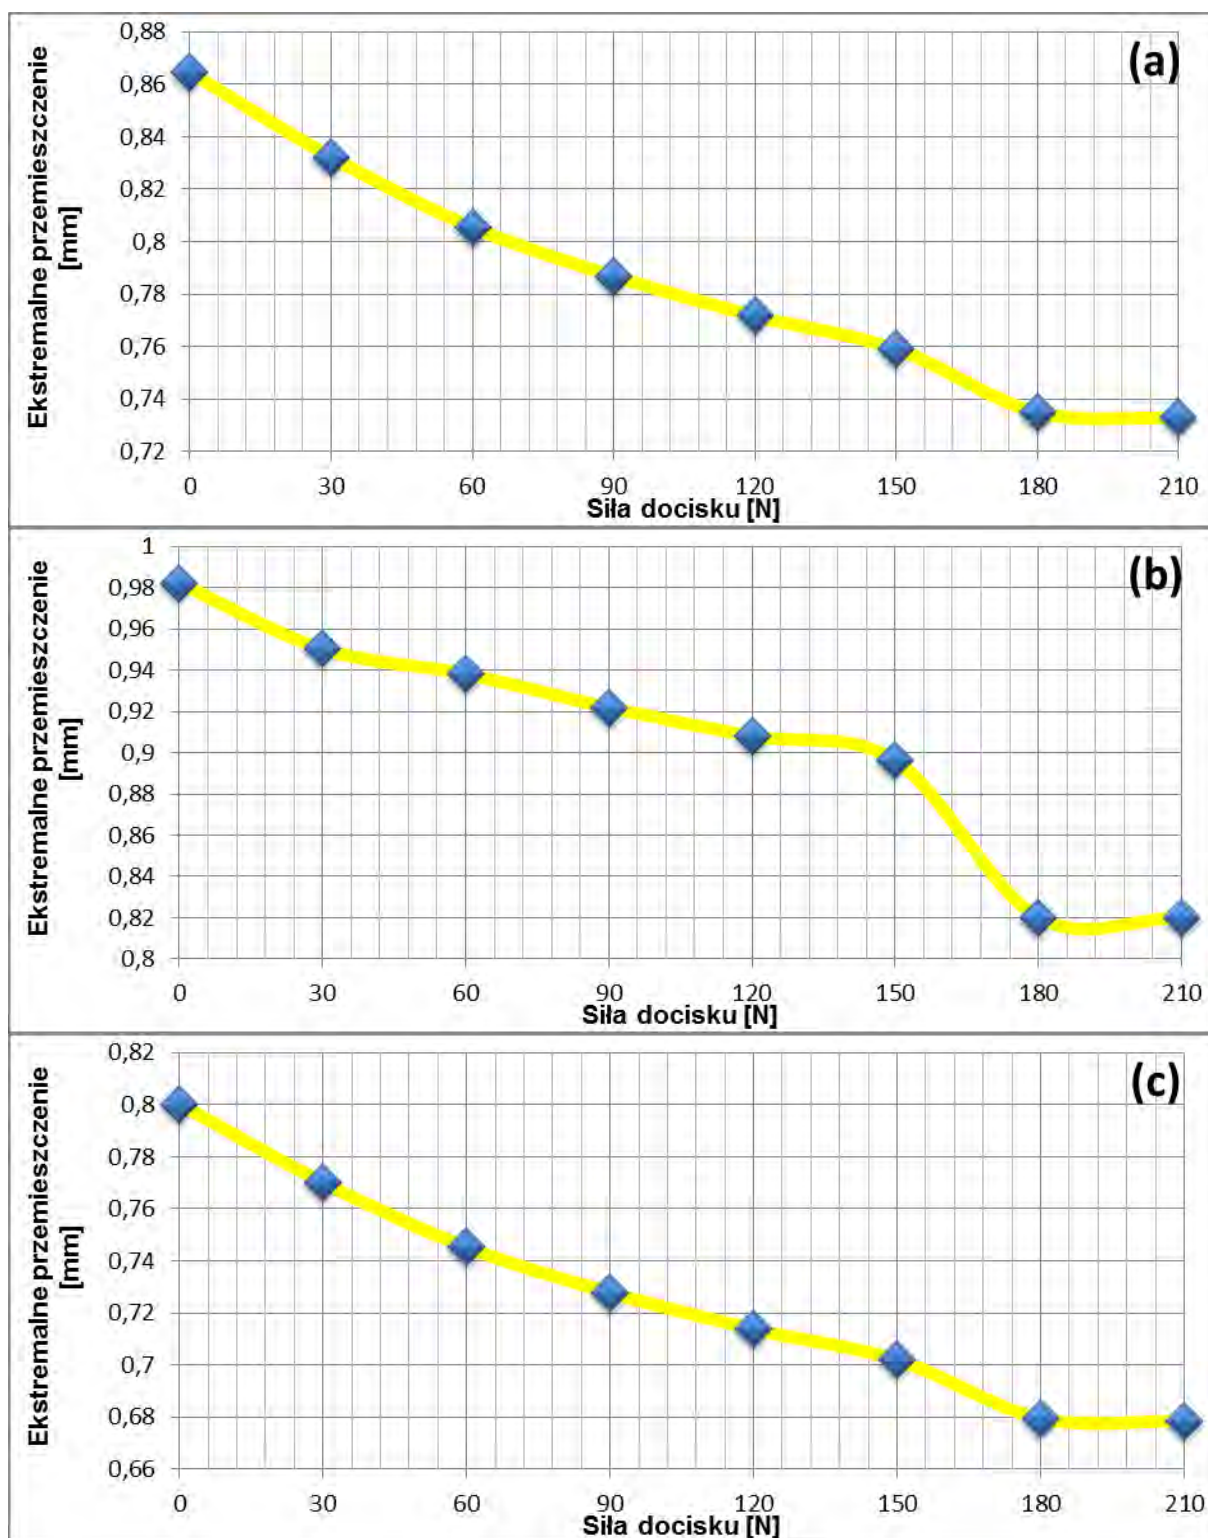 (a)
Ekstremalne przemieszczenie
[mm]
0,88
0,86
0,84
0,82
0,8
0,78
0,76
0,74
0,72
0 30 60 90 120 150 180 210
Siła docisku [N]
(b)
Ekstremalne przemieszczenie
[mm]
1
0,98
0,96
0,94
0,92
0,9
0,88
0,86
0,84
0,82
0,8
0 30 60 90 120 150 180 210
Siła docisku [N]
(c)
Ekstremalne przemieszczenie
[mm]
0,82
0,8
0,78
0,76
0,74
0,72
0,7
0,68
0,66
0 30 60 90 120 150 180 210
Siła docisku [N]